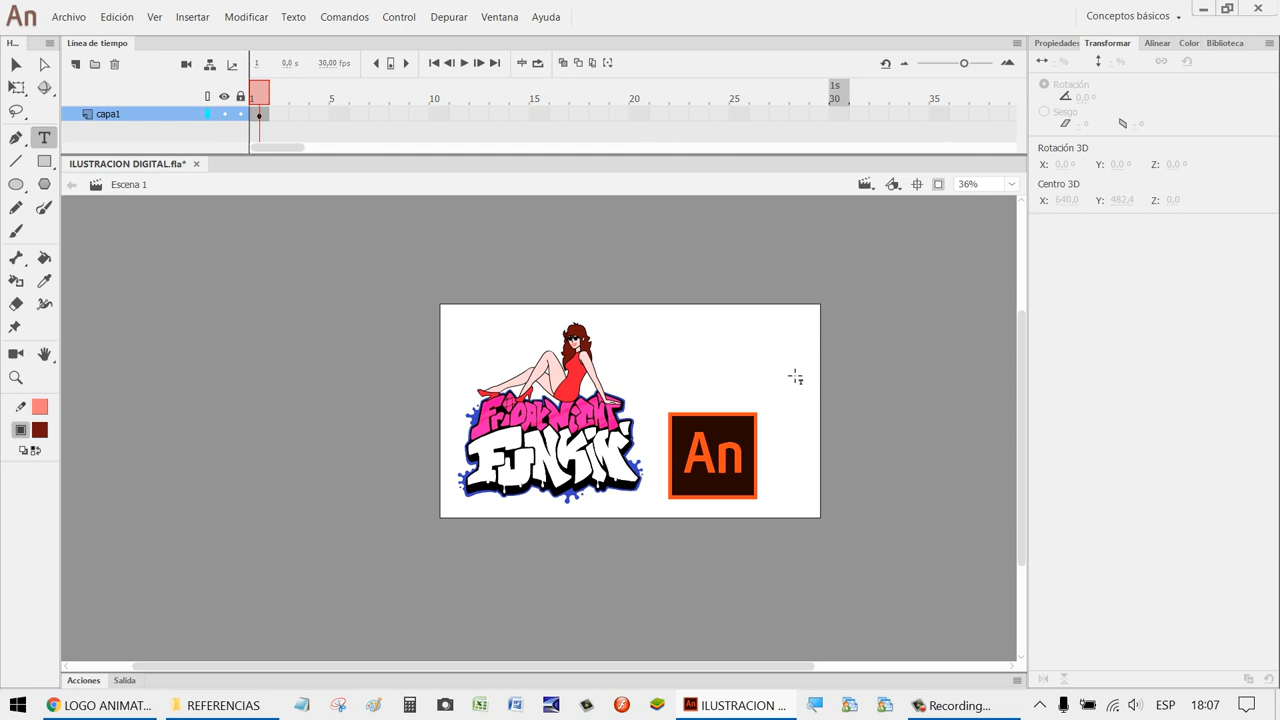 An Archivo Edición Ver Insertar Modificar Texto Comandos Control Depurar Ventana Ayuda Conceptos básicos
H... Línea de tiempo Propiedades Transformar Alinear Color Biblioteca
1 0,0 s 30,00 fps - % - %
Rotación
0,0 °
Sesgo
- ° - °
1s
1 5 10 15 20 25 30 35
capa1
Rotación 3D
X: 0,0 ° Y: 0,0 ° Z: 0,0 °
Centro 3D
X: 640,0 Y: 482,4 Z: 0,0
ILUSTRACION DIGITAL.fla*
Escena 1 36%
FRIDAY NIGHT
FUNKIN'
An
Acciones Salida
LOGO ANIMAT... REFERENCIAS ILUSTRACION ... Recording... ESP 18:07